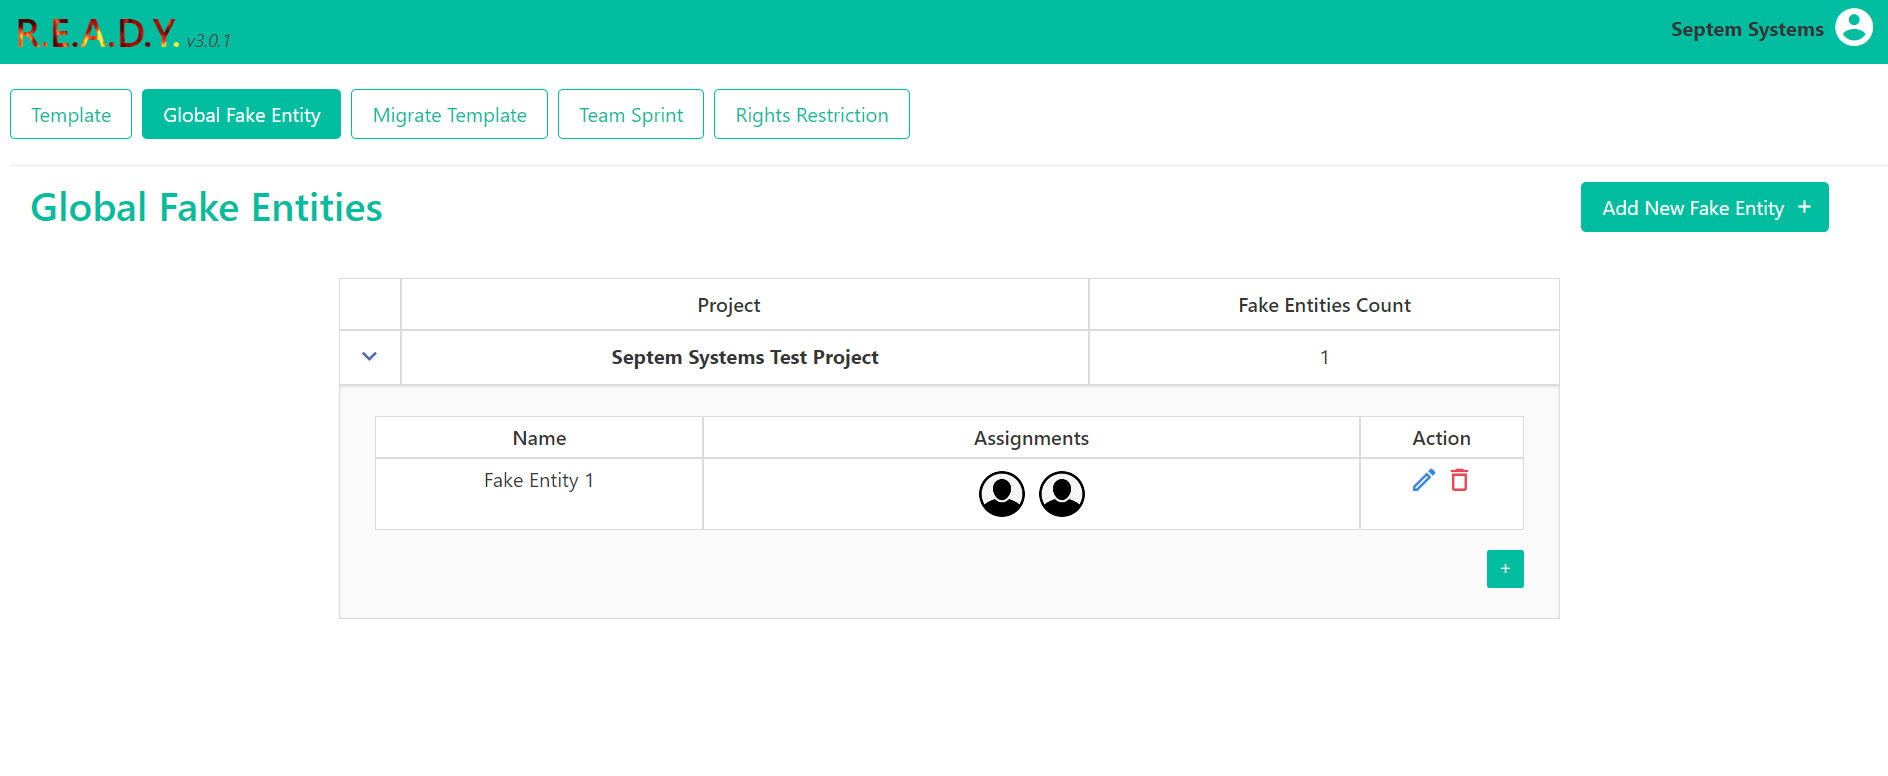 R.E.A.D.Y. v3.0.1
Septem Systems
Template
Global Fake Entity
Migrate Template
Team Sprint
Rights Restriction
Global Fake Entities
Add New Fake Entity +
Project Fake Entities Count
Septem Systems Test Project 1
Name Assignments Action
Fake Entity 1
+